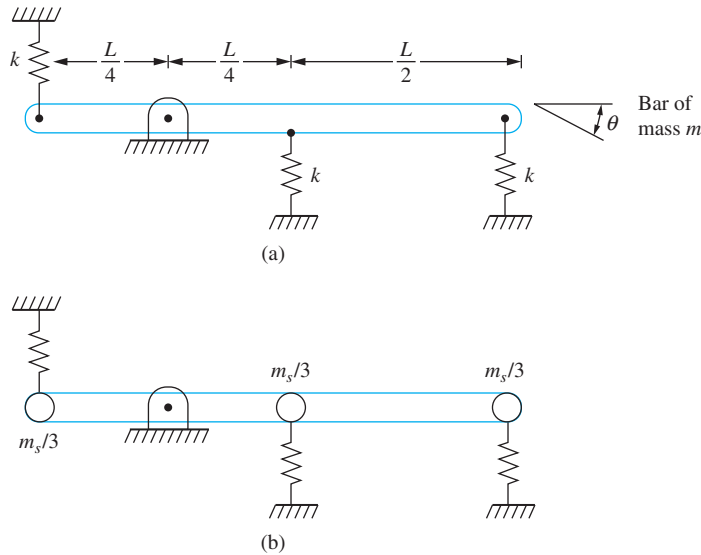 k
L/4
L/4
L/2
θ
Bar of
mass m
k
k
(a)
m_s/3
m_s/3
m_s/3
(b)